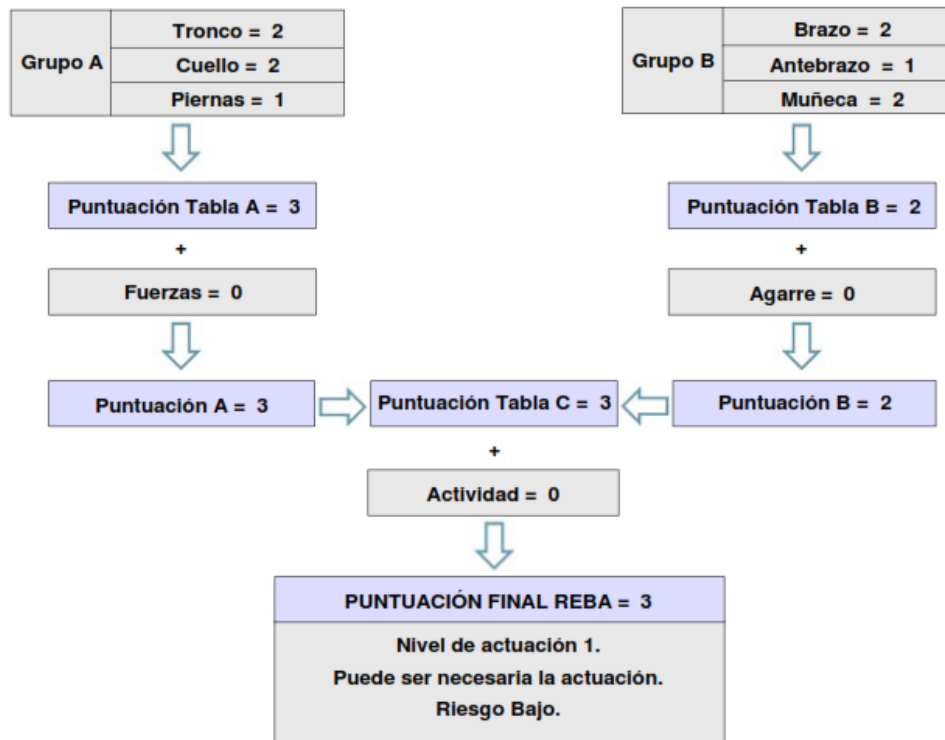 Grupo A
Tronco = 2
Cuello = 2
Piernas = 1
Grupo B
Brazo = 2
Antebrazo = 1
Muñeca = 2
Puntuación Tabla A = 3
Puntuación Tabla B = 2
+
+
Fuerzas = 0
Agarre = 0
Puntuación A = 3
Puntuación Tabla C = 3
Puntuación B = 2
+
Actividad = 0
PUNTUACIÓN FINAL REBA = 3
Nivel de actuación 1.
Puede ser necesaria la actuación.
Riesgo Bajo.